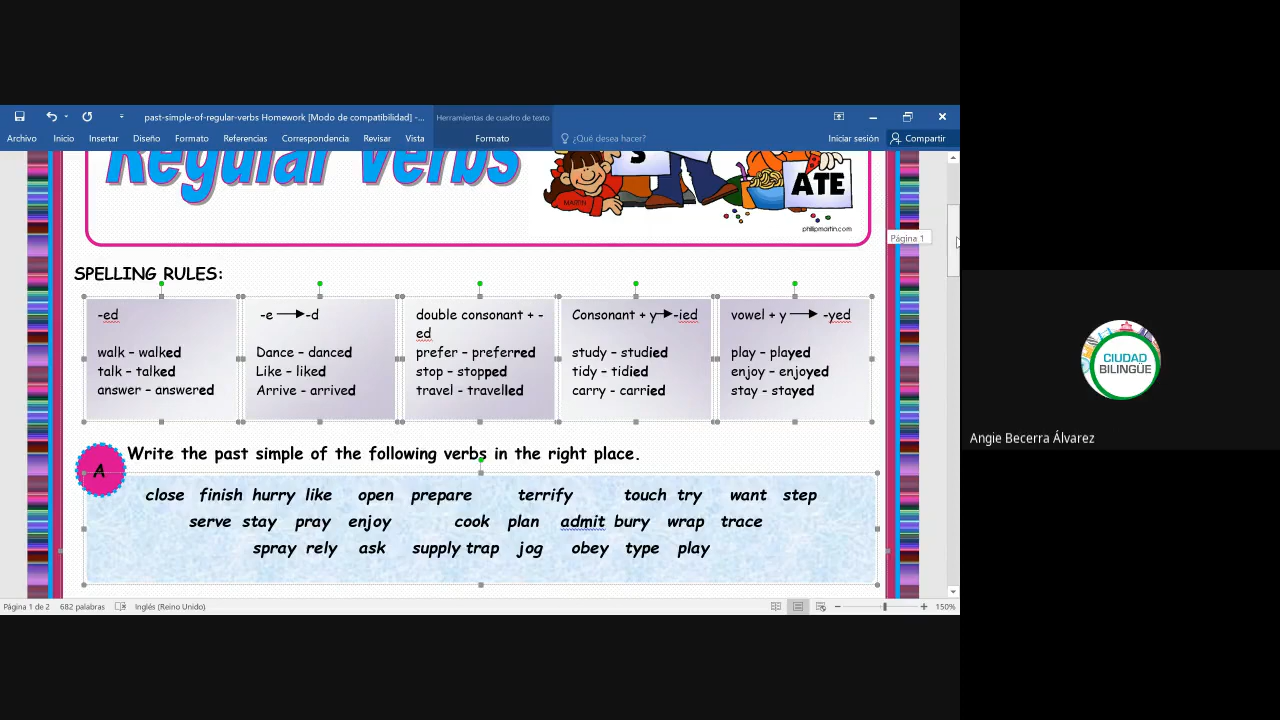 past-simple-of-regular-verbs Homework [Modo de compatibilidad] -...
Herramientas de cuadro de texto
Archivo Inicio Insertar Diseño Formato Referencias Correspondencia Revisar Vista Formato ¿Qué desea hacer? Iniciar sesión Compartir
Regular Verbs
S
ATE
MARTIN
philipmartin.com
Página 1
SPELLING RULES:
-ed
walk – walked
talk – talked
answer – answered
-e → -d
Dance – danced
Like – liked
Arrive – arrived
double consonant + -
ed
prefer – preferred
stop – stopped
travel - travelled
Consonant + y → -ied
study – studied
tidy – tidied
carry - carried
vowel + y → -yed
play – played
enjoy – enjoyed
stay - stayed
A
Write the past simple of the following verbs in the right place.
close finish hurry like open prepare terrify touch try want step
serve stay pray enjoy cook plan admit bury wrap trace
spray rely ask supply trap jog obey type play
Página 1 de 2 682 palabras Inglés (Reino Unido) 150%
CIUDAD
BILINGÜE
Angie Becerra Álvarez